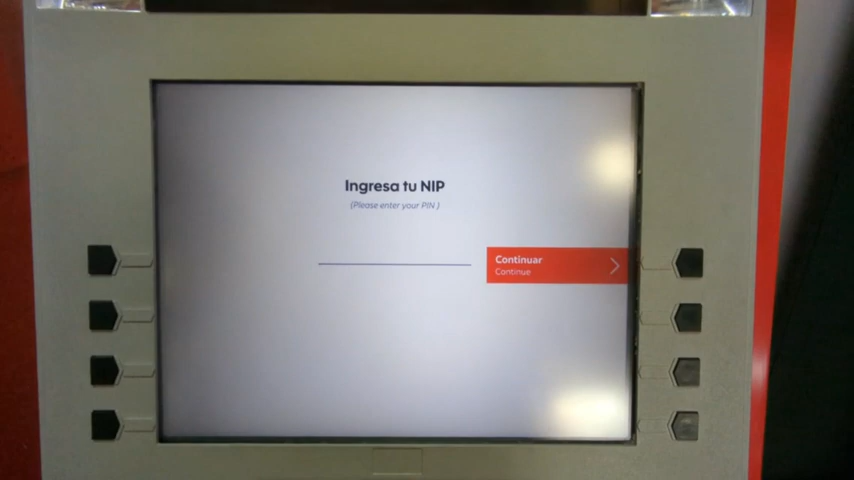 Ingresa tu NIP
(Please enter your PIN )
Continuar
Continue